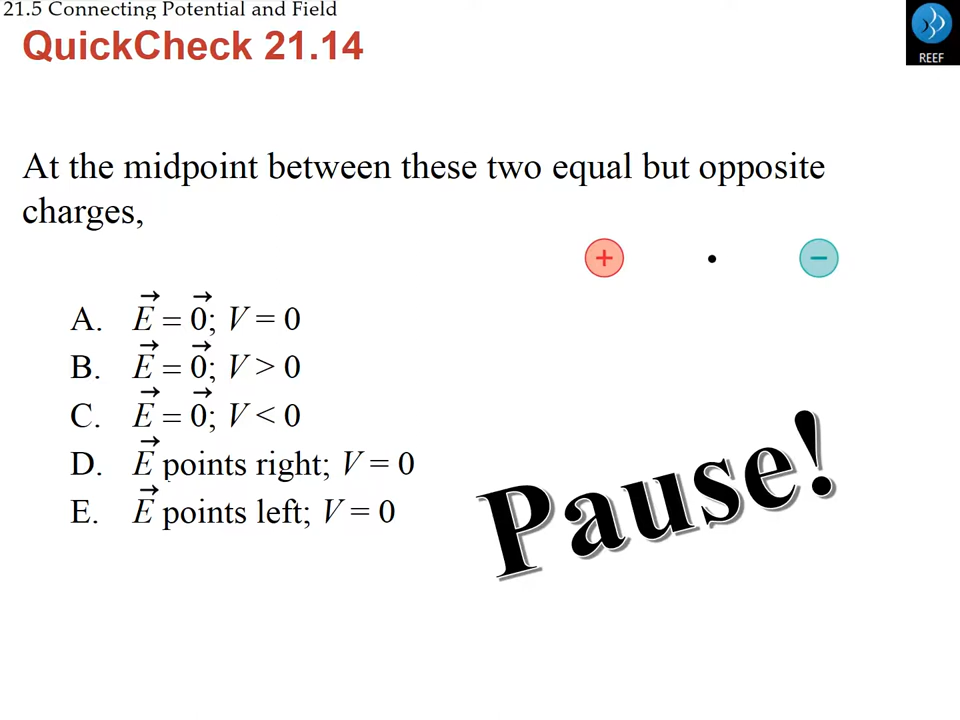 21.5 Connecting Potential and Field
QuickCheck 21.14
REEF
At the midpoint between these two equal but opposite
charges,
+ −
A. E⃗ = 0⃗; V = 0
B. E⃗ = 0⃗; V > 0
C. E⃗ = 0⃗; V < 0
D. E⃗ points right; V = 0
E. E⃗ points left; V = 0
Pause!